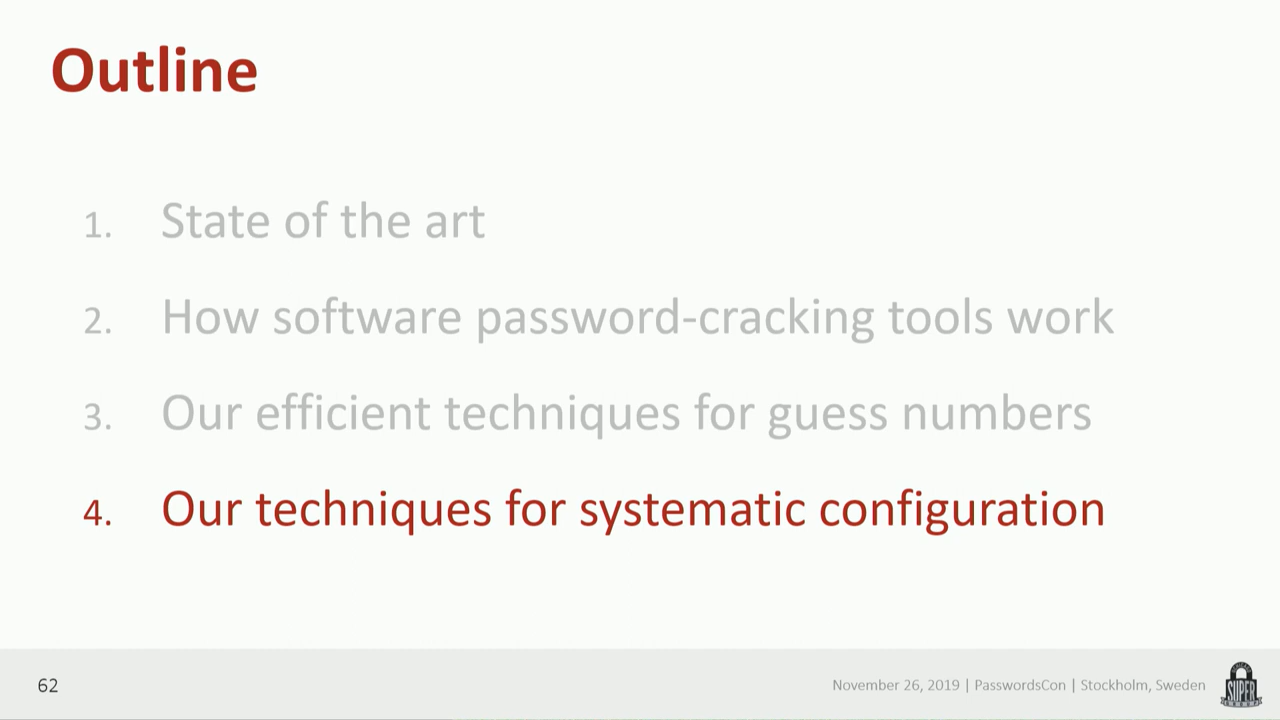 Outline
1. State of the art
2. How software password-cracking tools work
3. Our efficient techniques for guess numbers
4. Our techniques for systematic configuration
62
November 26, 2019 | PasswordsCon | Stockholm, Sweden
SUPER